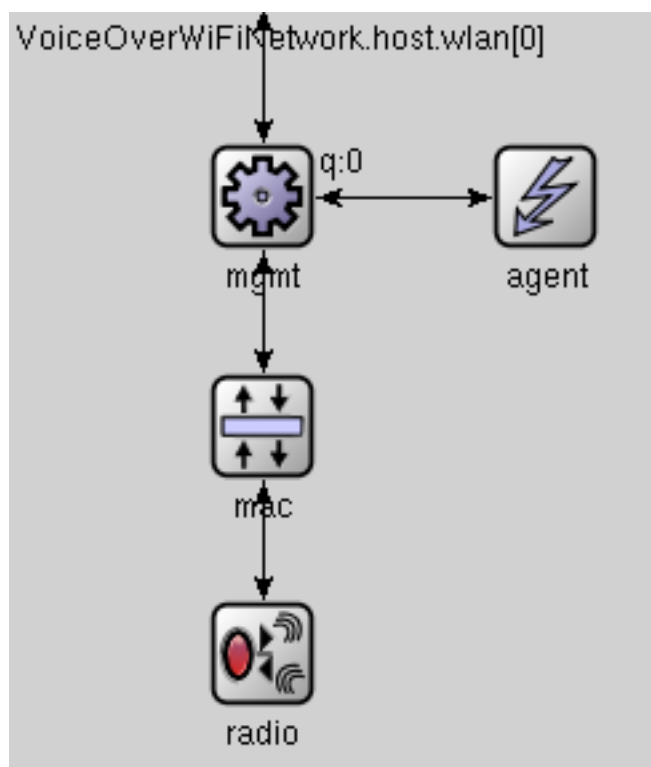 VoiceOverWiFiNetwork.host.wlan[0]
q:0
mgmt
agent
mac
radio